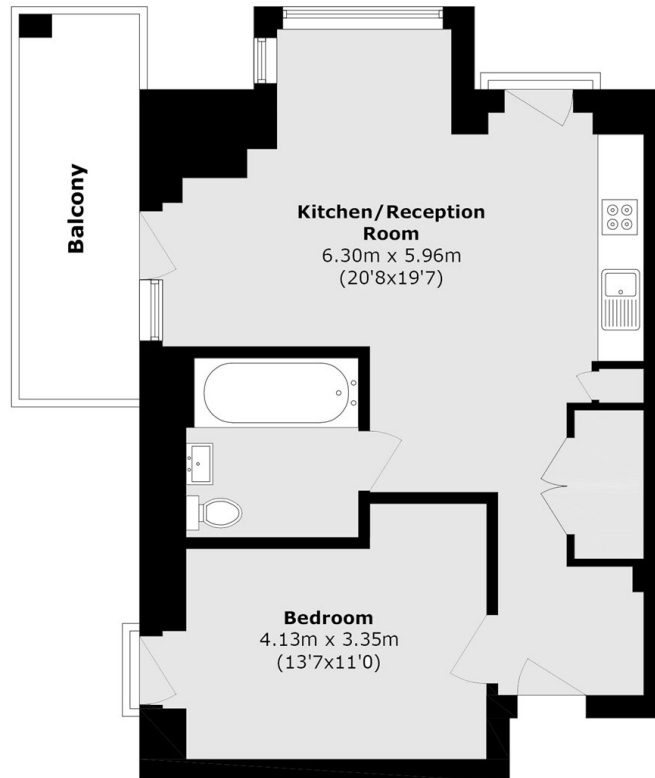 Balcony
Kitchen/Reception
Room
6.30m x 5.96m
(20'8x19'7)
Bedroom
4.13m x 3.35m
(13'7x11'0)